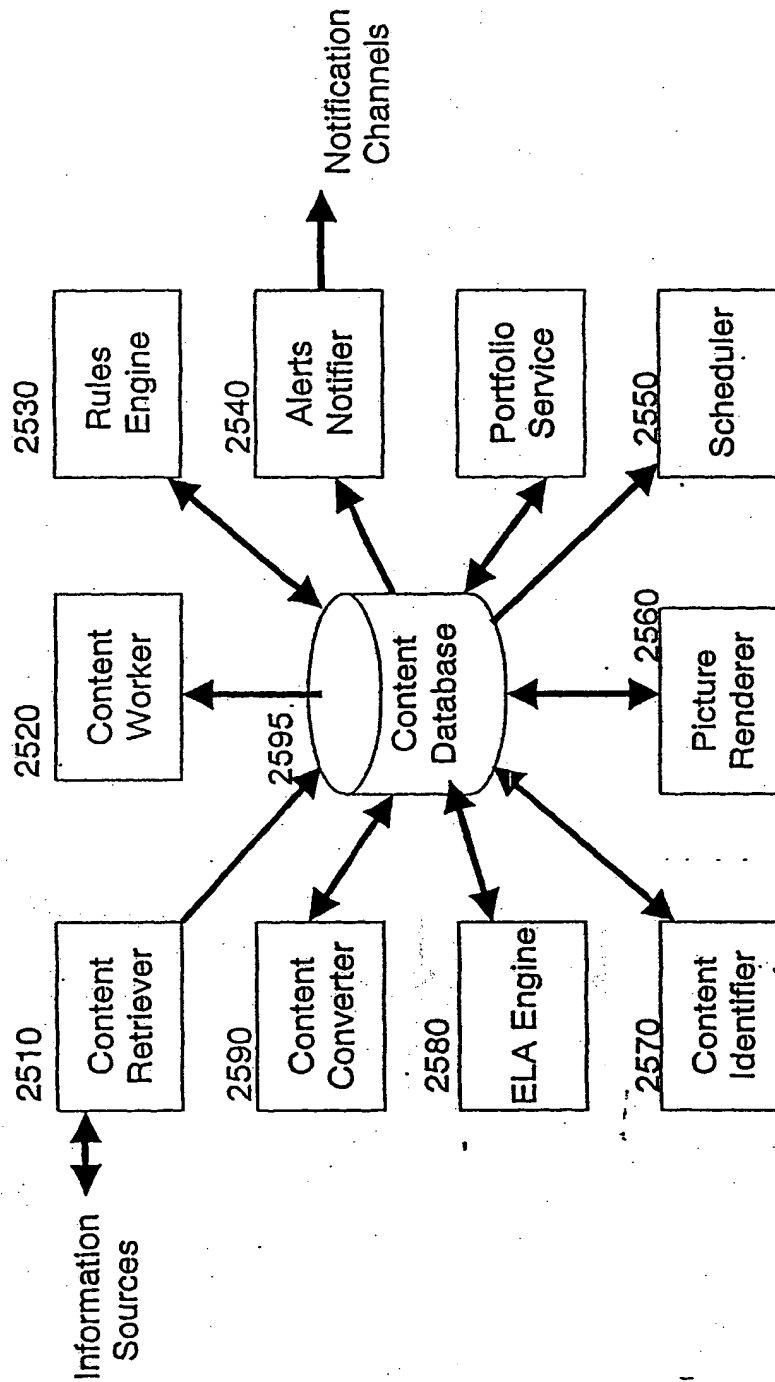 Information
Sources
2510
Content
Retriever
2520
Content
Worker
2530
Rules
Engine
2595
Content
Database
2590
Content
Converter
2540
Alerts
Notifier
Notification
Channels
2580
ELA Engine
Portfolio
Service
2570
Content
Identifier
2560
Picture
Renderer
2550
Scheduler